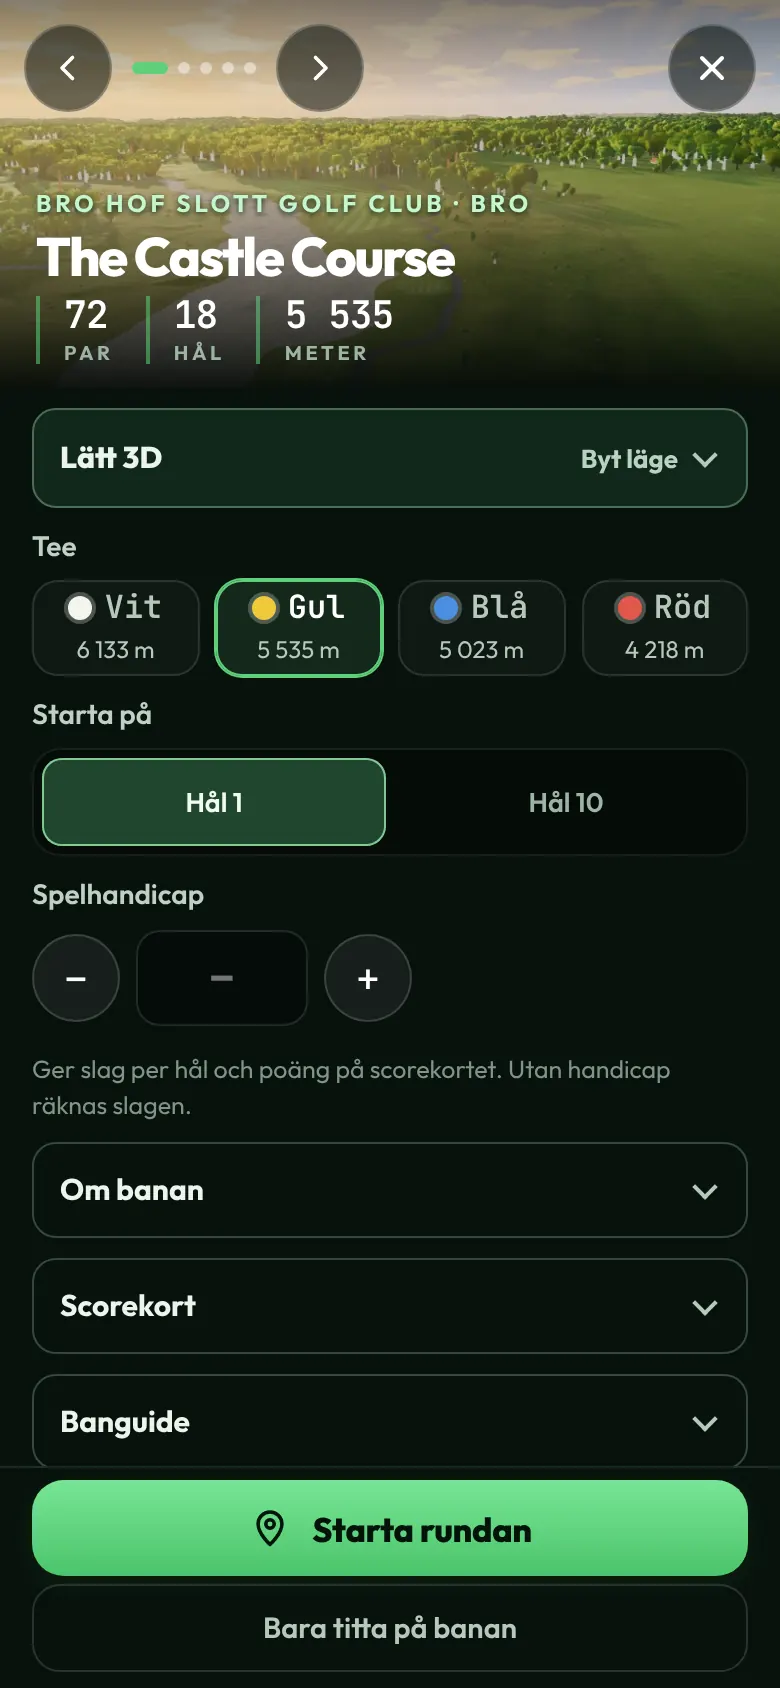 BRO HOF SLOTT GOLF CLUB · BRO
The Castle Course
72 18 5 535
PAR HÅL METER
Lätt 3D Byt läge
Tee
Vit Gul Blå Röd
6 133 m 5 535 m 5 023 m 4 218 m
Starta på
Hål 1 Hål 10
Spelhandicap
− – +
Ger slag per hål och poäng på scorekortet. Utan handicap
räknas slagen.
Om banan
Scorekort
Banguide
Starta rundan
Bara titta på banan